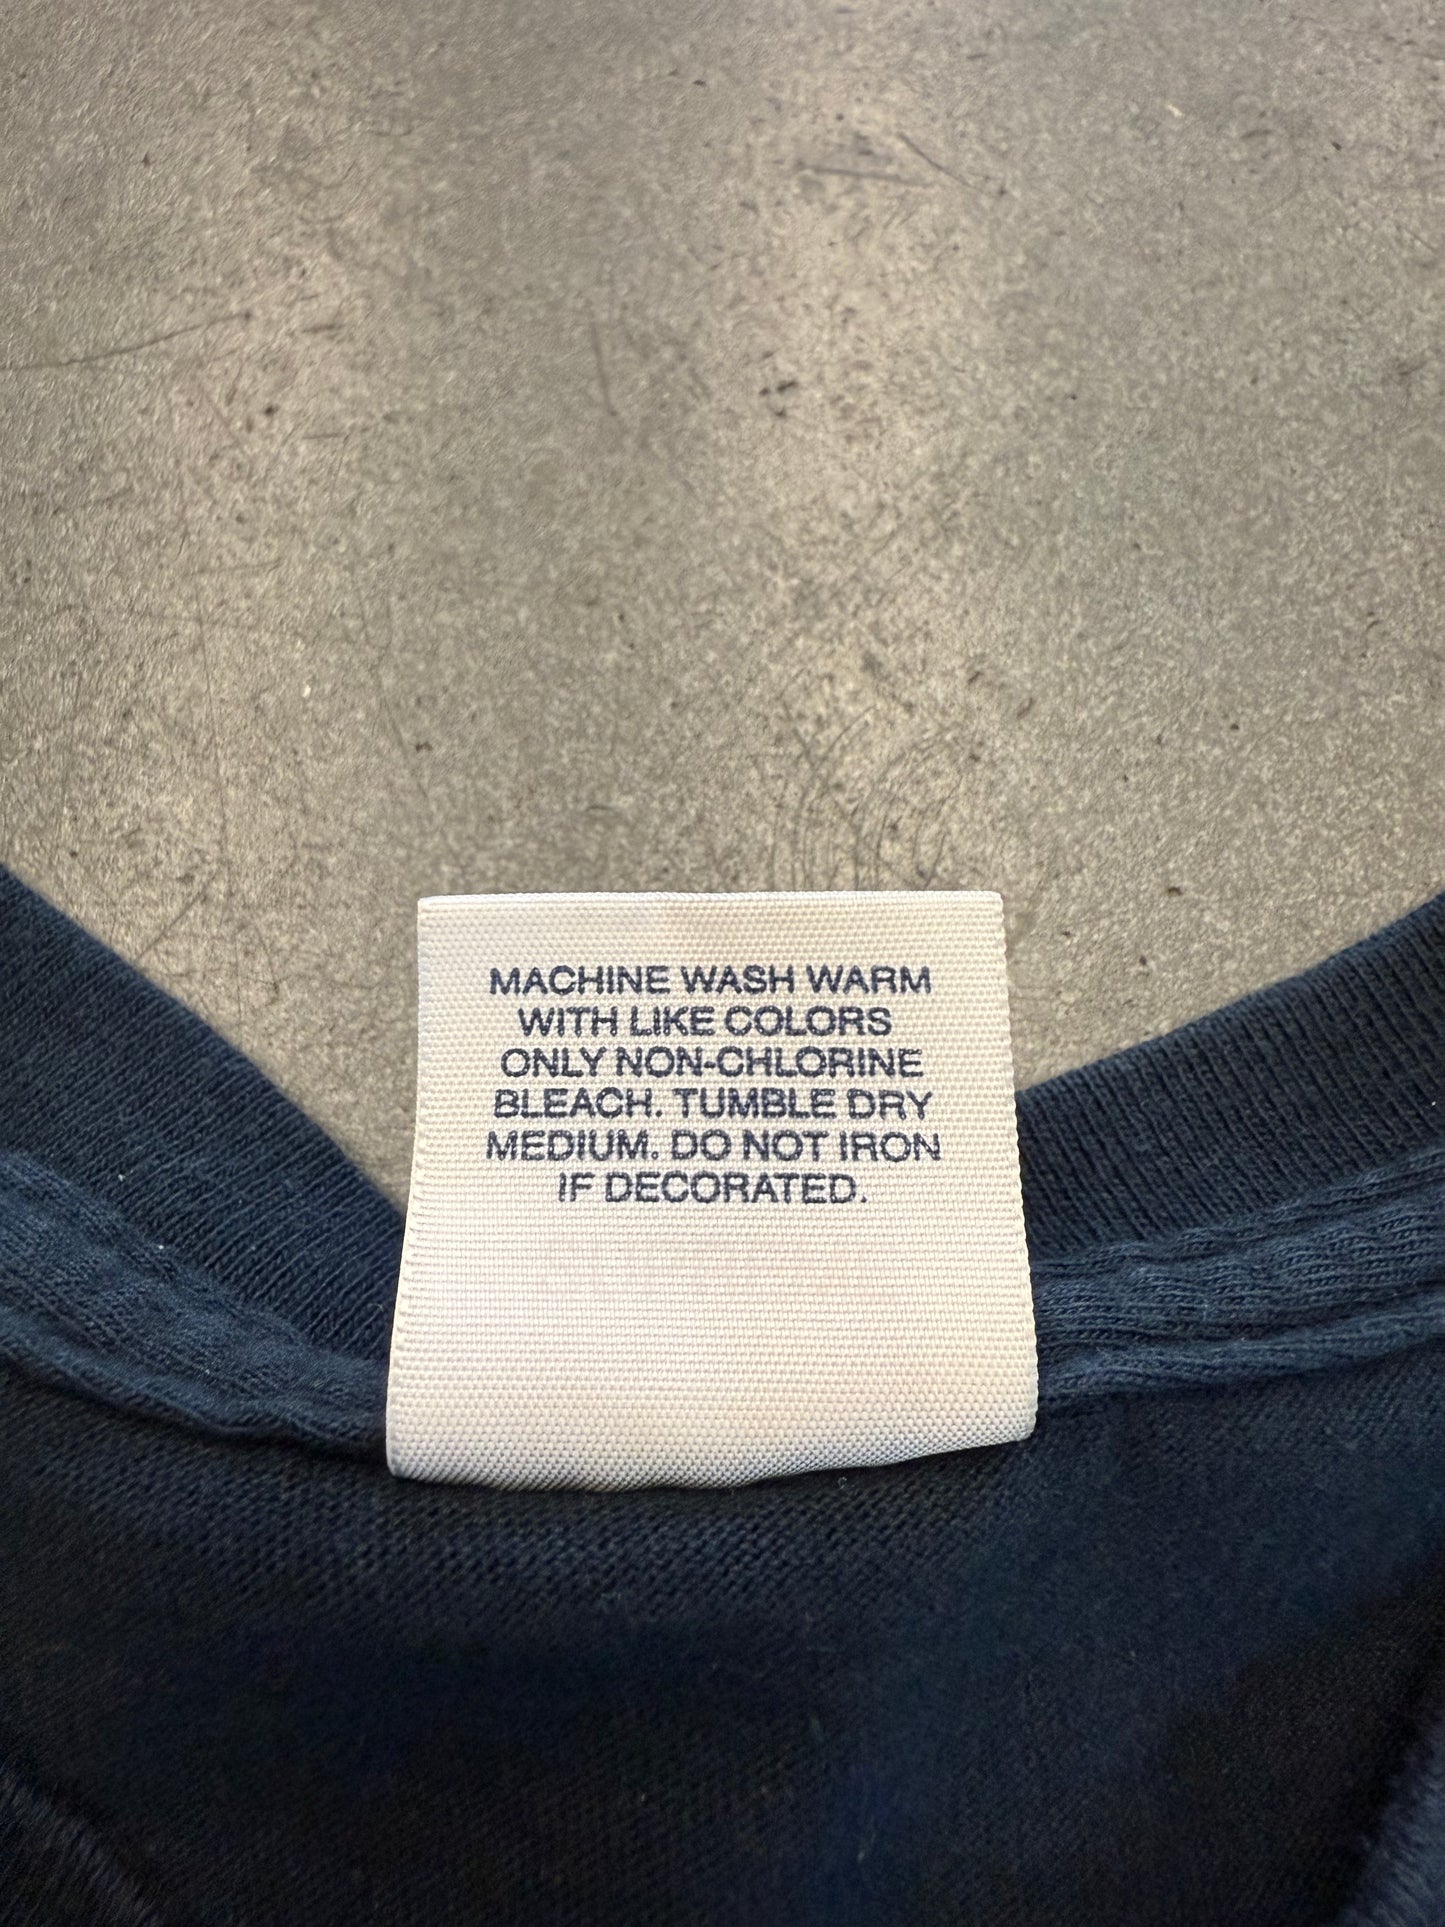 MACHINE WASH WARM
WITH LIKE COLORS
ONLY NON-CHLORINE
BLEACH. TUMBLE DRY
MEDIUM. DO NOT IRON
IF DECORATED.